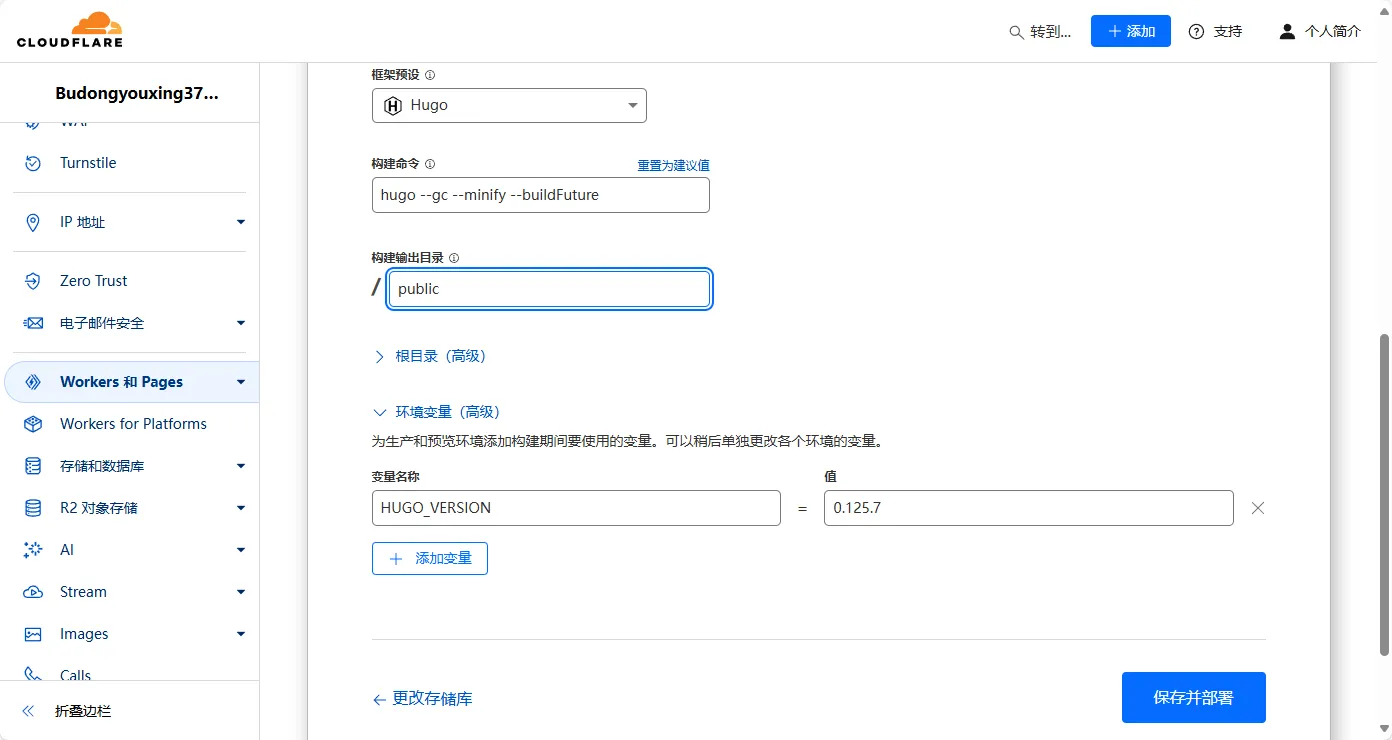 CLOUDFLARE
转到...
添加
支持
个人简介
Budongyouxing37...
WAF
Turnstile
IP 地址
Zero Trust
电子邮件安全
Workers 和 Pages
Workers for Platforms
存储和数据库
R2 对象存储
AI
Stream
Images
Calls
折叠边栏
框架预设
Hugo
构建命令
重置为建议值
hugo --gc --minify --buildFuture
构建输出目录
/ public
根目录（高级）
环境变量（高级）
为生产和预览环境添加构建期间要使用的变量。可以稍后单独更改各个环境的变量。
变量名称
值
HUGO_VERSION = 0.125.7
添加变量
更改存储库
保存并部署